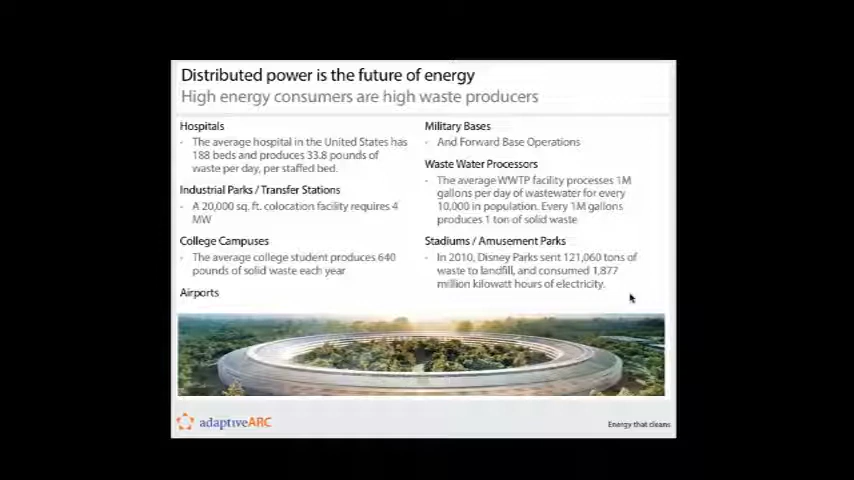 Distributed power is the future of energy
High energy consumers are high waste producers
Hospitals
- The average hospital in the United States has
188 beds and produces 33.8 pounds of
waste per day, per staffed bed.
Industrial Parks / Transfer Stations
- A 20,000 sq. ft. colocation facility requires 4
MW
College Campuses
- The average college student produces 640
pounds of solid waste each year
Airports
Military Bases
- And Forward Base Operations
Waste Water Processors
- The average WWTP facility processes 1M
gallons per day of wastewater for every
10,000 in population. Every 1M gallons
produces 1 ton of solid waste
Stadiums / Amusement Parks
- In 2010, Disney Parks sent 121,060 tons of
waste to landfill, and consumed 1,877
million kilowatt hours of electricity.
adaptiveARC
Energy that cleans